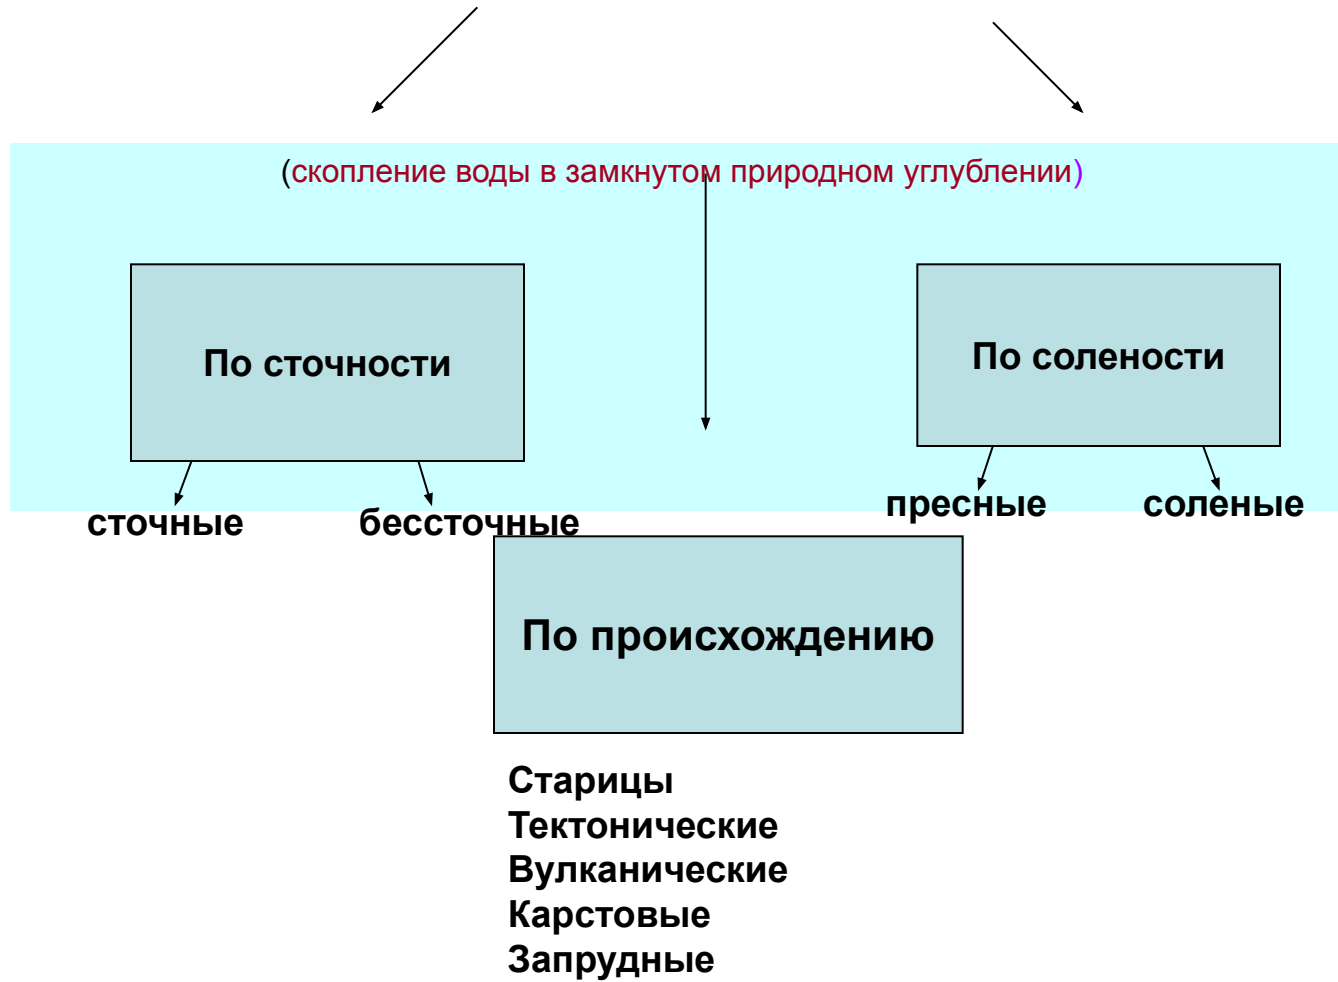 (скопление воды в замкнутом природном углублении)
По сточности
По солености
сточные
бессточные
пресные
соленые
По происхождению
Старицы
Тектонические
Вулканические
Карстовые
Запрудные